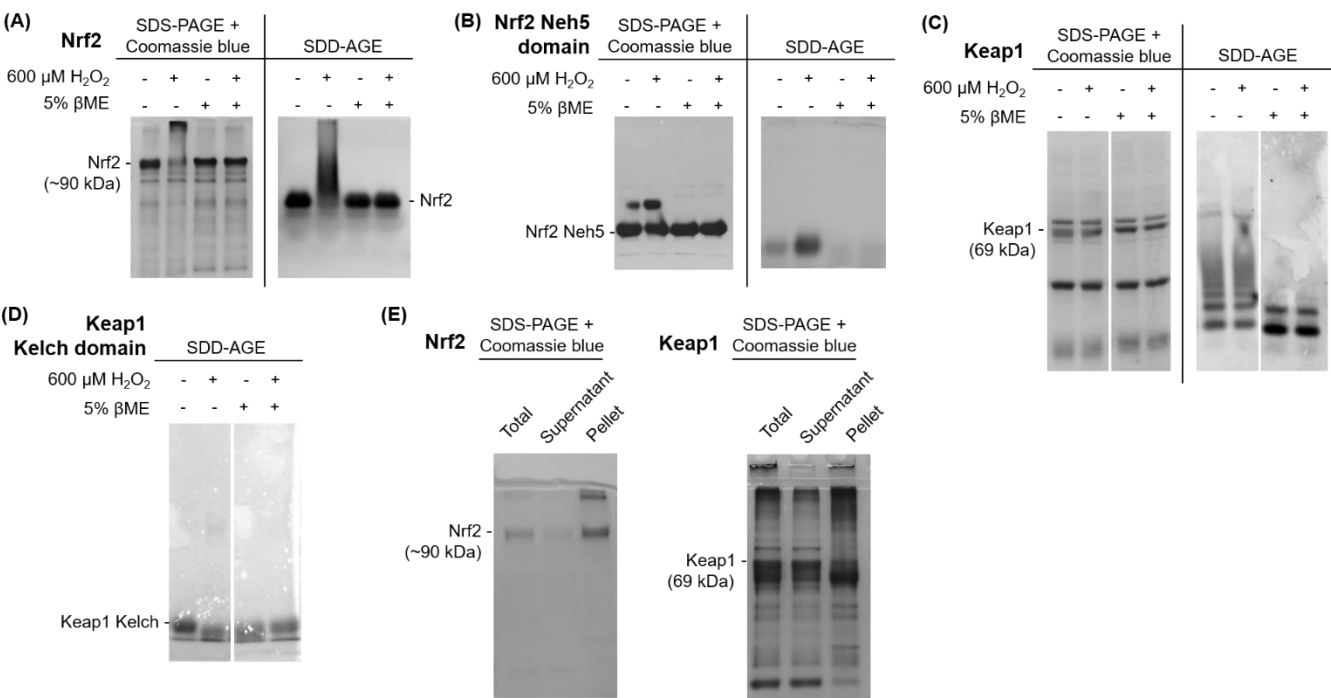 (A)
Nrf2
SDS-PAGE +
Coomassie blue
SDD-AGE
600 µM H₂O₂ - + - + - + - +
5% βME - - + + - - + +
Nrf2 -
(~90 kDa)
- Nrf2
(B)
Nrf2 Neh5
domain
SDS-PAGE +
Coomassie blue
SDD-AGE
600 µM H₂O₂ - + - + - + - +
5% βME - - + + - - + +
Nrf2 Neh5 -
(C)
Keap1
SDS-PAGE +
Coomassie blue
SDD-AGE
600 µM H₂O₂ - + - + - + - +
5% βME - - + + - - + +
Keap1 -
(69 kDa)
(D)
Keap1
Kelch domain
SDD-AGE
600 µM H₂O₂ - + - +
5% βME - - + +
Keap1 Kelch -
(E)
Nrf2
SDS-PAGE +
Coomassie blue
Total
Supernatant
Pellet
Nrf2 -
(~90 kDa)
Keap1
SDS-PAGE +
Coomassie blue
Total
Supernatant
Pellet
Keap1 -
(69 kDa)